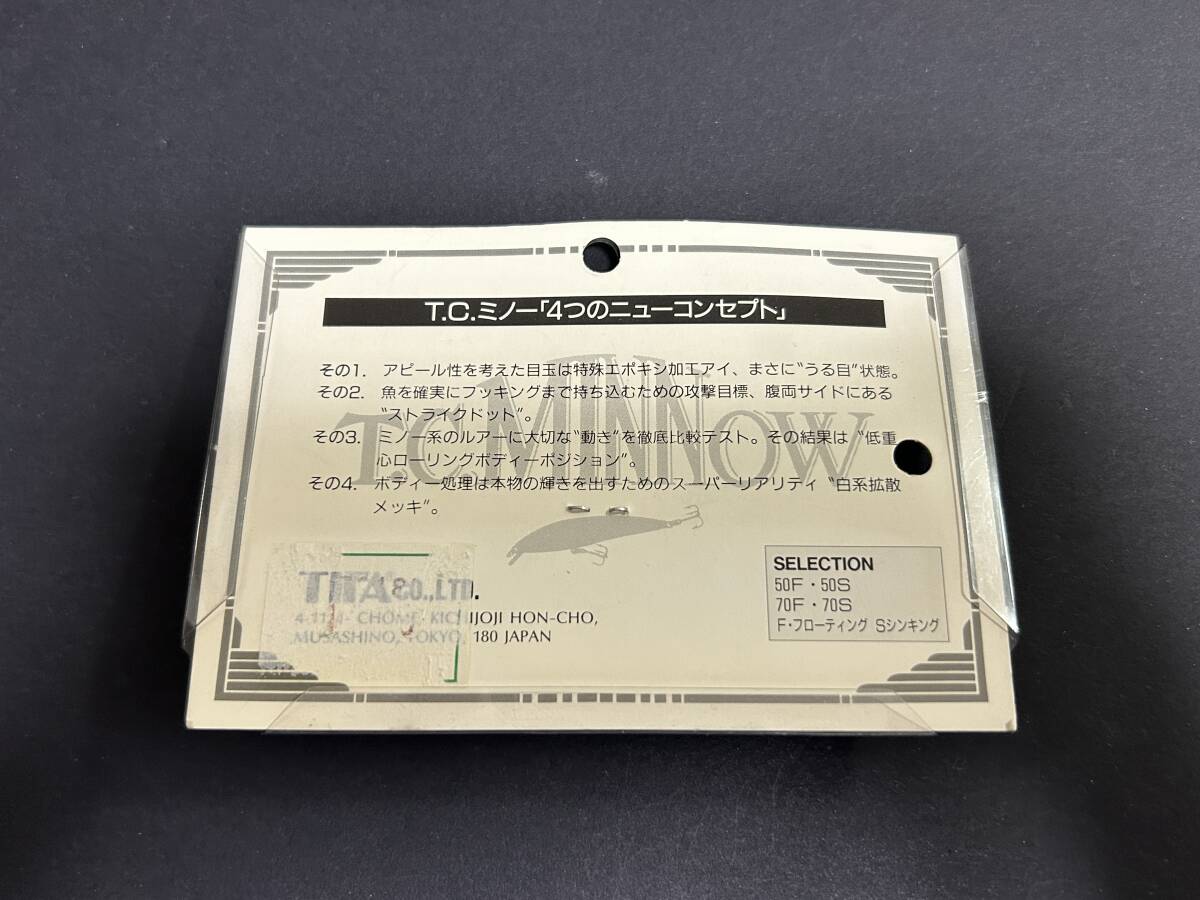 T.C.ミノー「4つのニューコンセプト」
その1. アピール性を考えた目玉は特殊エポキシ加工アイ、まさに"うる目"状態。
その2. 魚を確実にフッキングまで持ち込むための攻撃目標、腹両サイドにある
"ストライクドット"。
その3. ミノー系のルアーに大切な"動き"を徹底比較テスト。その結果は"低重
心ローリングボディーポジション"。
その4. ボディー処理は本物の輝きを出すためのスーパーリアリティ"白系拡散
メッキ"。
T.C.MINNOW
CO.,LTD.
CHOME, KICHIJOJI HON-CHO,
MUSASHINO, TOKYO, 180 JAPAN
SELECTION
50F・50S
70F・70S
F・フローティング Sシンキング